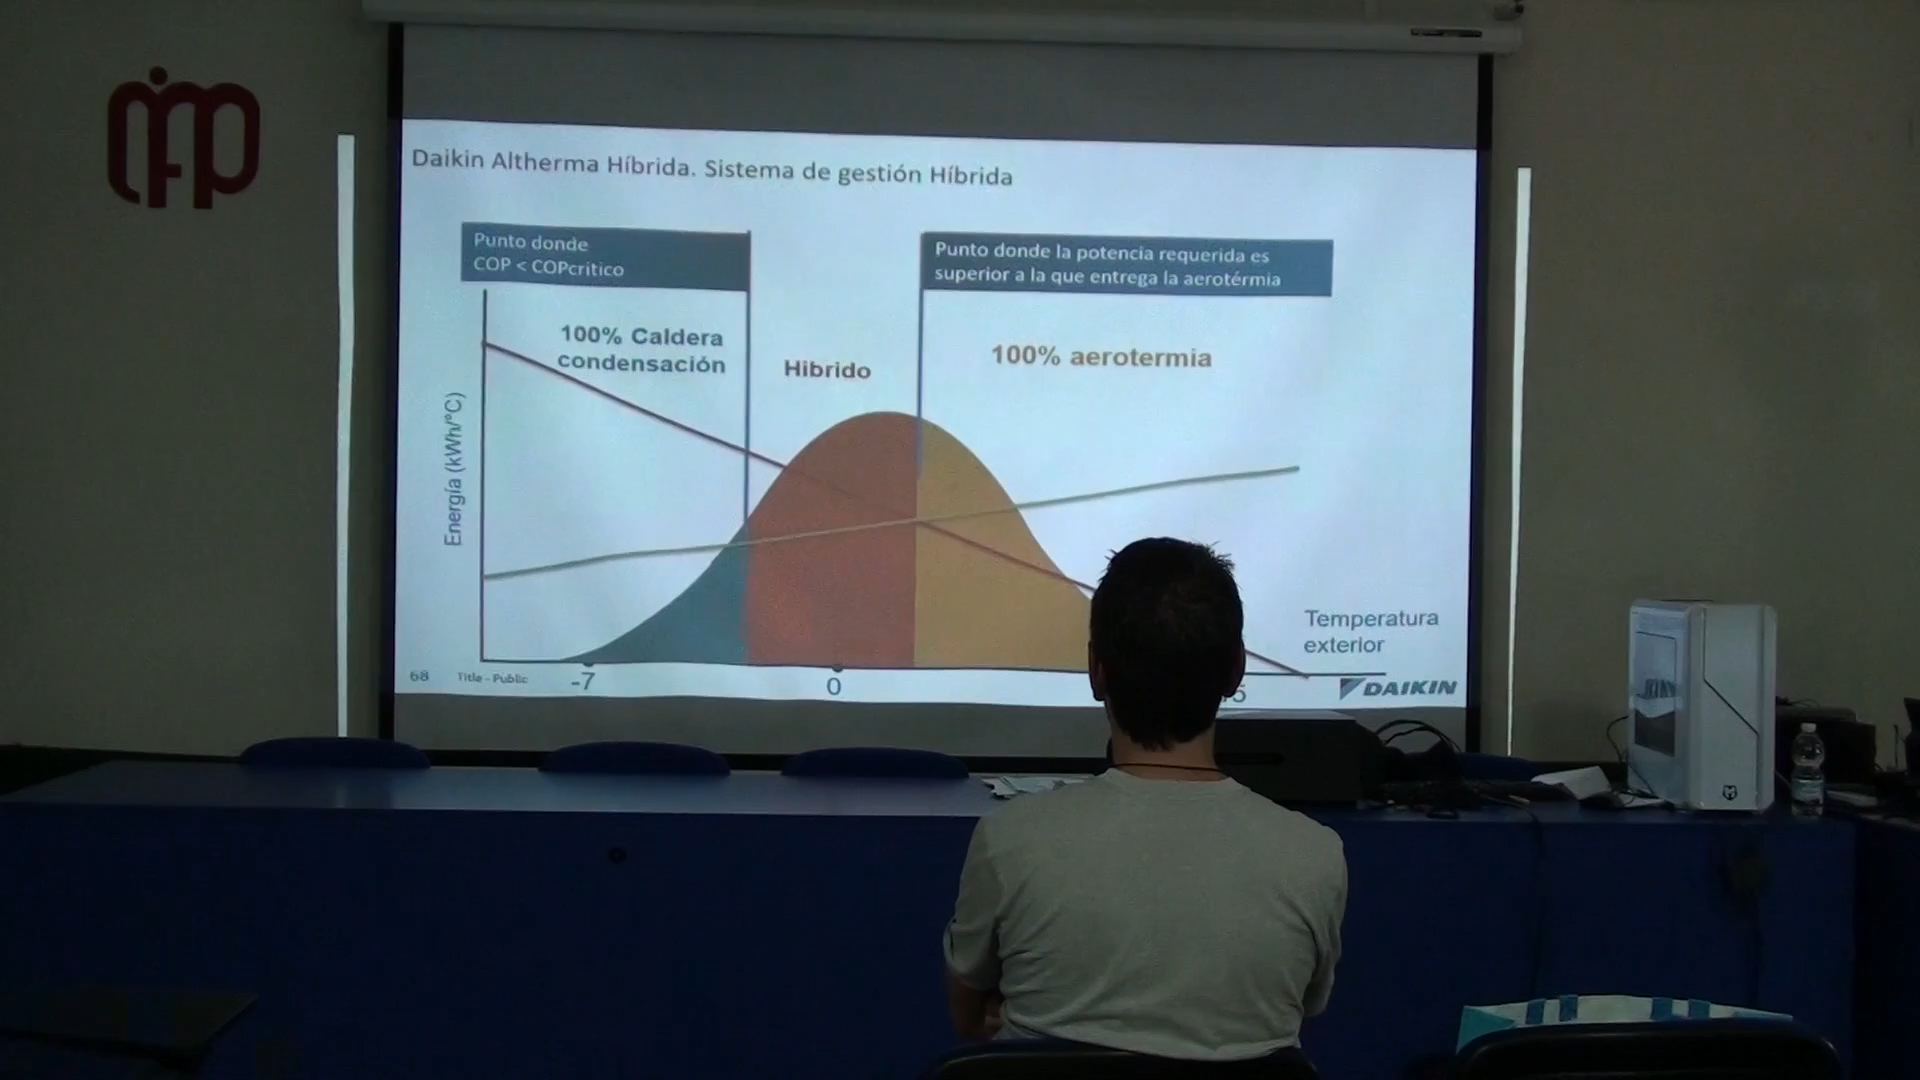 ifp
Daikin Altherma Híbrida. Sistema de gestión Híbrida
Punto donde
COP < COPcritico
Punto donde la potencia requerida es
superior a la que entrega la aerotérmia
100% Caldera
condensación
Hibrido
100% aerotermia
Energía (kWh/ºC)
Temperatura
exterior
-7
0
68
Title - Public
DAIKIN